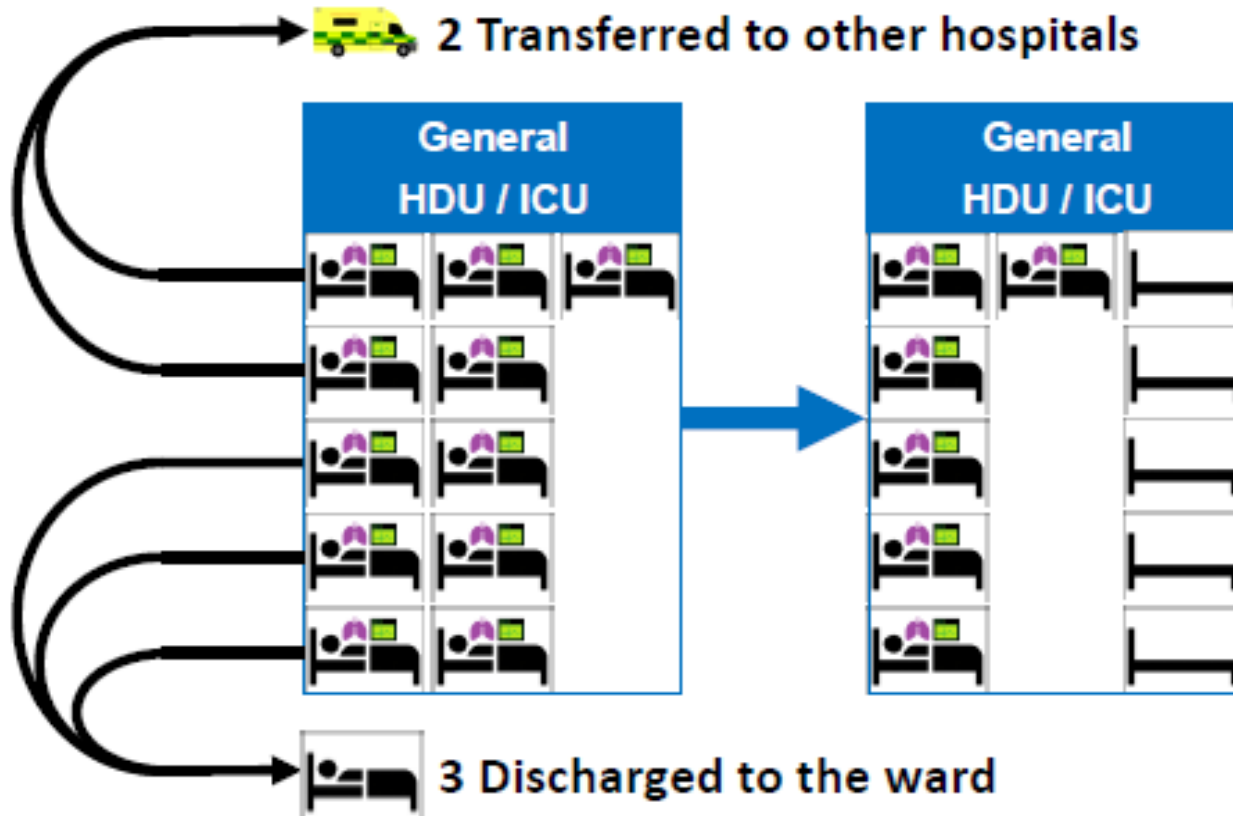 2 Transferred to other hospitals
General
HDU / ICU
General
HDU / ICU
3 Discharged to the ward